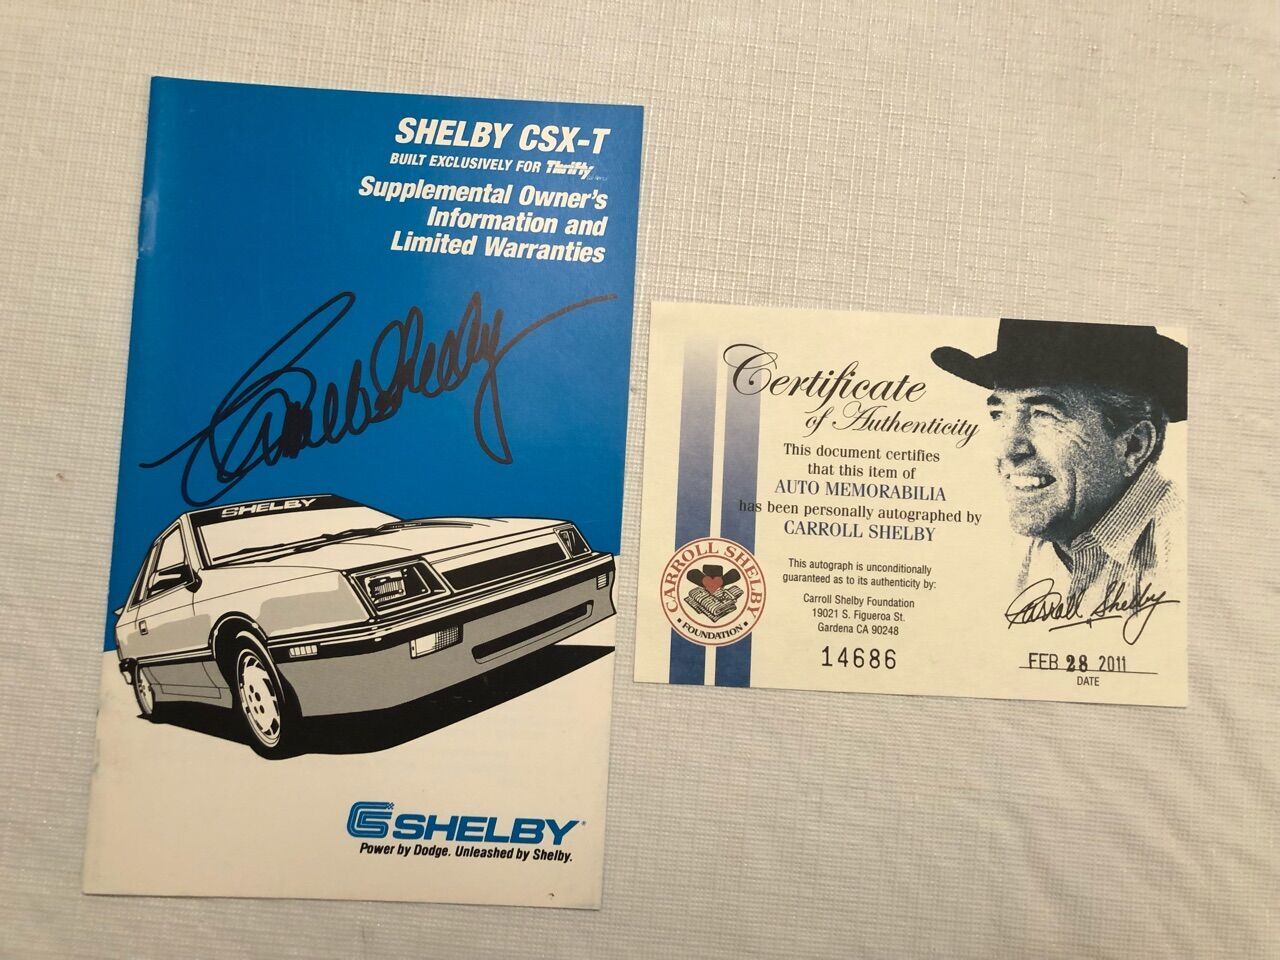 SHELBY CSX-T
BUILT EXCLUSIVELY FOR Thrifty
Supplemental Owner's
Information and
Limited Warranties
Carroll Shelby
SHELBY
CS SHELBY®
Power by Dodge. Unleashed by Shelby.
Certificate
of Authenticity
This document certifies
that this item of
AUTO MEMORABILIA
has been personally autographed by
CARROLL SHELBY
This autograph is unconditionally
guaranteed as to its authenticity by:
Carroll Shelby Foundation
19021 S. Figueroa St.
Gardena CA 90248
14686
CARROLL SHELBY
• FOUNDATION •
Carroll Shelby
FEB 28 2011
DATE